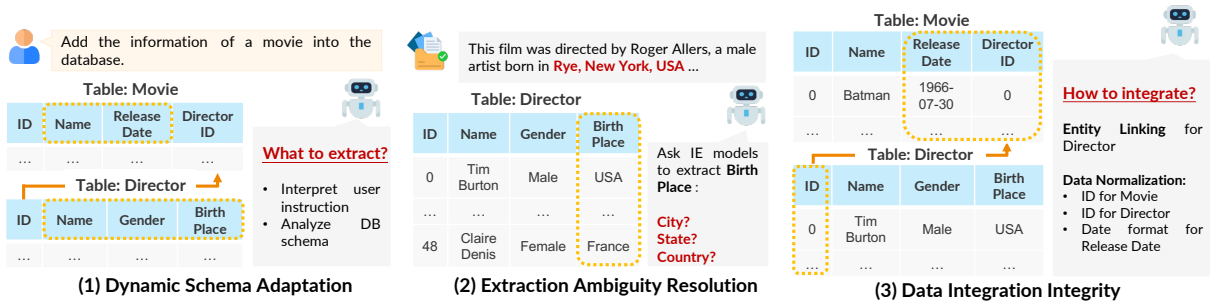 Add the information of a movie into the
database.
Table: Movie
ID Name Release Date Director ID
... ... ... ...
Table: Director
ID Name Gender Birth Place
... ... ... ...
What to extract?
• Interpret user
instruction
• Analyze DB
schema
(1) Dynamic Schema Adaptation
This film was directed by Roger Allers, a male
artist born in Rye, New York, USA ...
Table: Director
ID Name Gender Birth Place
0 Tim Burton Male USA
... ... ... ...
48 Claire Denis Female France
Ask IE models
to extract Birth
Place :
City?
State?
Country?
(2) Extraction Ambiguity Resolution
Table: Movie
ID Name Release Date Director ID
0 Batman 1966-07-30 0
... ... ... ...
Table: Director
ID Name Gender Birth Place
0 Tim Burton Male USA
... ... ... ...
How to integrate?
Entity Linking for
Director
Data Normalization:
• ID for Movie
• ID for Director
• Date format for
Release Date
(3) Data Integration Integrity